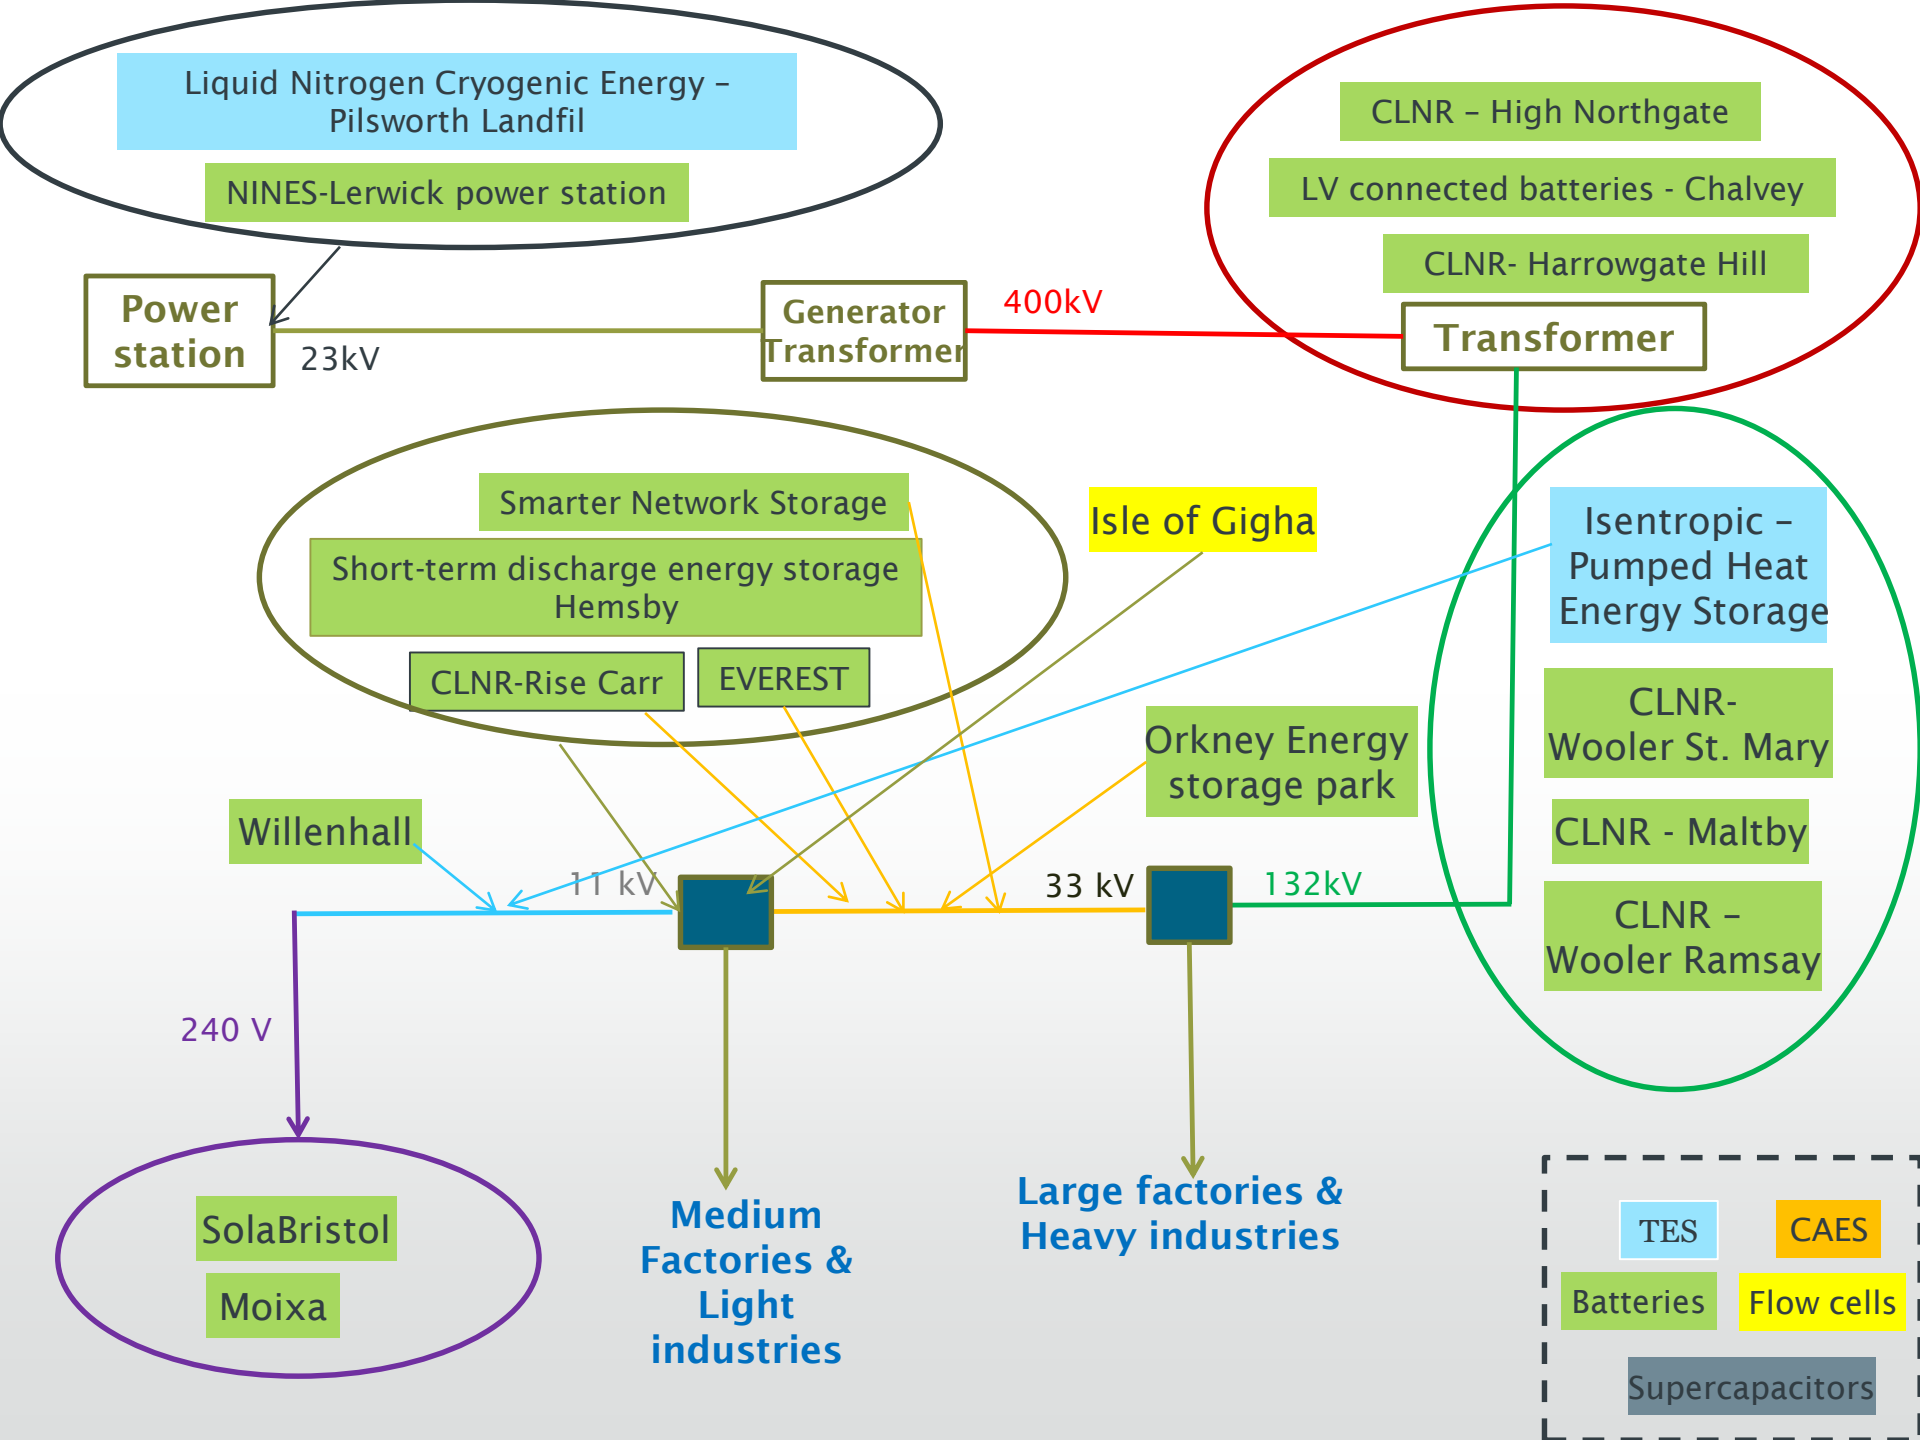 Liquid Nitrogen Cryogenic Energy –
Pilsworth Landfil
NINES-Lerwick power station
CLNR – High Northgate
LV connected batteries - Chalvey
CLNR- Harrowgate Hill
Power
station
23kV
Generator
Transformer
400kV
Transformer
Smarter Network Storage
Short-term discharge energy storage
Hemsby
CLNR-Rise Carr
EVEREST
Isle of Gigha
Isentropic –
Pumped Heat
Energy Storage
CLNR-
Wooler St. Mary
CLNR - Maltby
CLNR –
Wooler Ramsay
Orkney Energy
storage park
Willenhall
11 kV
33 kV
132kV
240 V
SolaBristol
Moixa
Medium
Factories &
Light
industries
Large factories &
Heavy industries
TES
CAES
Batteries
Flow cells
Supercapacitors